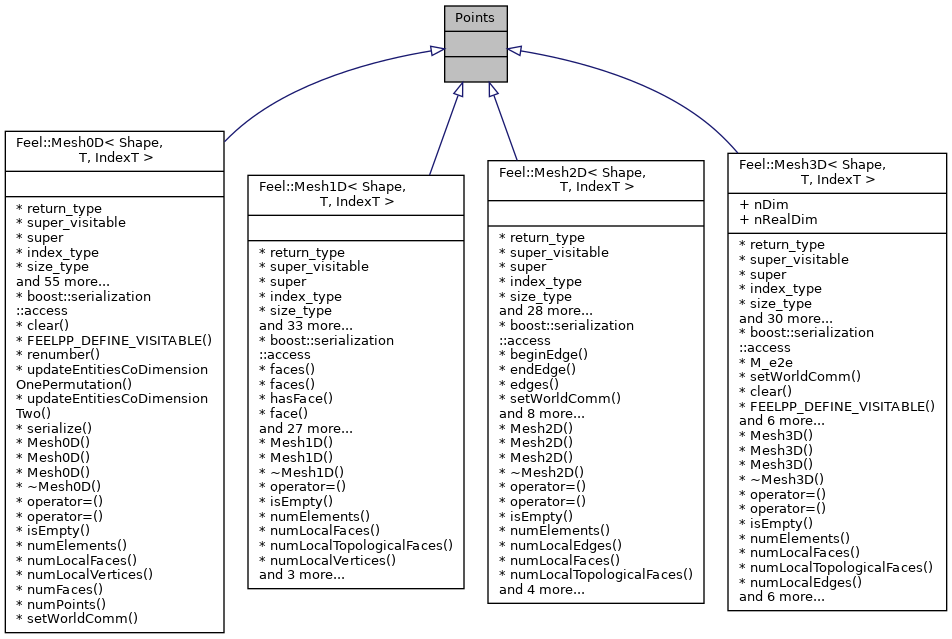 Points
Feel::Mesh0D< Shape,
T, IndexT >
* return_type
* super_visitable
* super
* index_type
* size_type
and 55 more...
* boost::serialization
::access
* clear()
* FEELPP_DEFINE_VISITABLE()
* renumber()
* updateEntitiesCoDimension
OnePermutation()
* updateEntitiesCoDimension
Two()
* serialize()
* Mesh0D()
* Mesh0D()
* Mesh0D()
* ~Mesh0D()
* operator=()
* operator=()
* isEmpty()
* numElements()
* numLocalFaces()
* numLocalVertices()
* numFaces()
* numPoints()
* setWorldComm()
Feel::Mesh1D< Shape,
T, IndexT >
* return_type
* super_visitable
* super
* index_type
* size_type
and 33 more...
* boost::serialization
::access
* faces()
* faces()
* hasFace()
* face()
and 27 more...
* Mesh1D()
* Mesh1D()
* ~Mesh1D()
* operator=()
* isEmpty()
* numElements()
* numLocalFaces()
* numLocalTopologicalFaces()
* numLocalVertices()
and 3 more...
Feel::Mesh2D< Shape,
T, IndexT >
* return_type
* super_visitable
* super
* index_type
* size_type
and 28 more...
* boost::serialization
::access
* beginEdge()
* endEdge()
* edges()
* setWorldComm()
and 8 more...
* Mesh2D()
* Mesh2D()
* Mesh2D()
* ~Mesh2D()
* operator=()
* operator=()
* isEmpty()
* numElements()
* numLocalEdges()
* numLocalFaces()
* numLocalTopologicalFaces()
and 4 more...
Feel::Mesh3D< Shape,
T, IndexT >
+ nDim
+ nRealDim
* return_type
* super_visitable
* super
* index_type
* size_type
and 30 more...
* boost::serialization
::access
* M_e2e
* setWorldComm()
* clear()
* FEELPP_DEFINE_VISITABLE()
and 6 more...
* Mesh3D()
* Mesh3D()
* Mesh3D()
* ~Mesh3D()
* operator=()
* operator=()
* isEmpty()
* numElements()
* numLocalFaces()
* numLocalTopologicalFaces()
* numLocalEdges()
and 6 more...